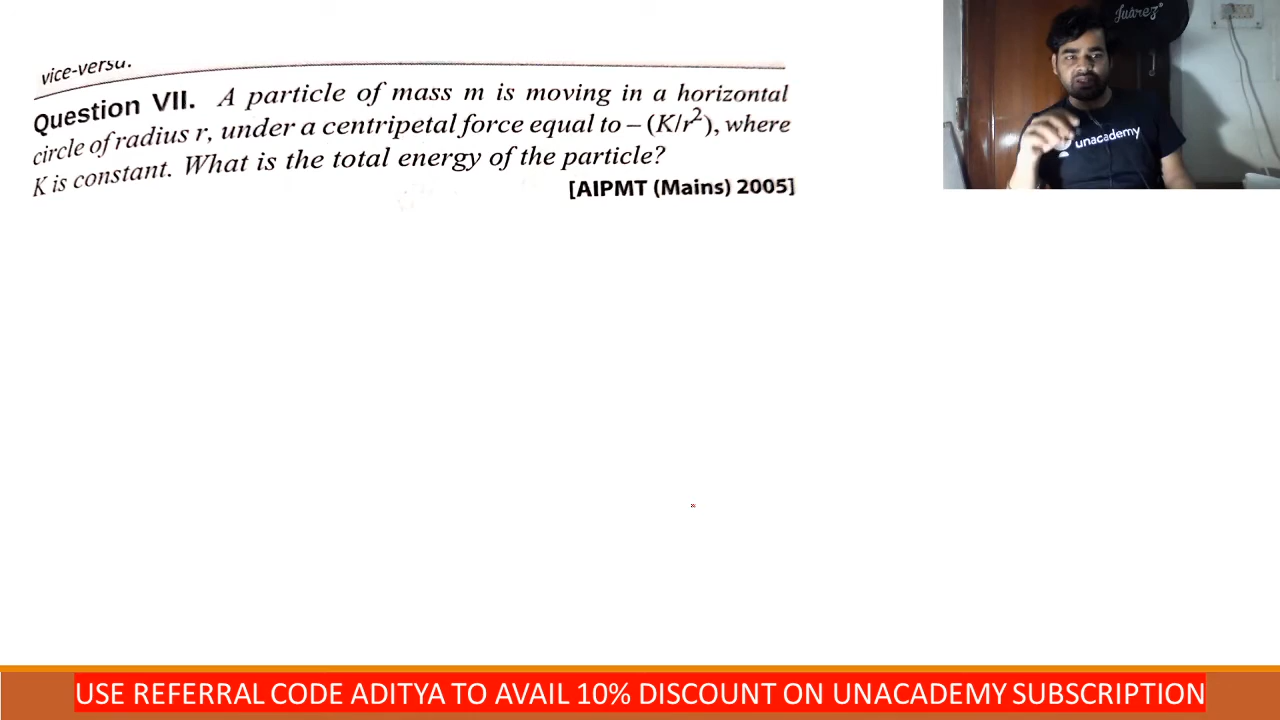 vice-versa.
Question VII. A particle of mass m is moving in a horizontal
circle of radius r, under a centripetal force equal to – (K/r²), where
K is constant. What is the total energy of the particle?
[AIPMT (Mains) 2005]
Juárez
unacademy
USE REFERRAL CODE ADITYA TO AVAIL 10% DISCOUNT ON UNACADEMY SUBSCRIPTION